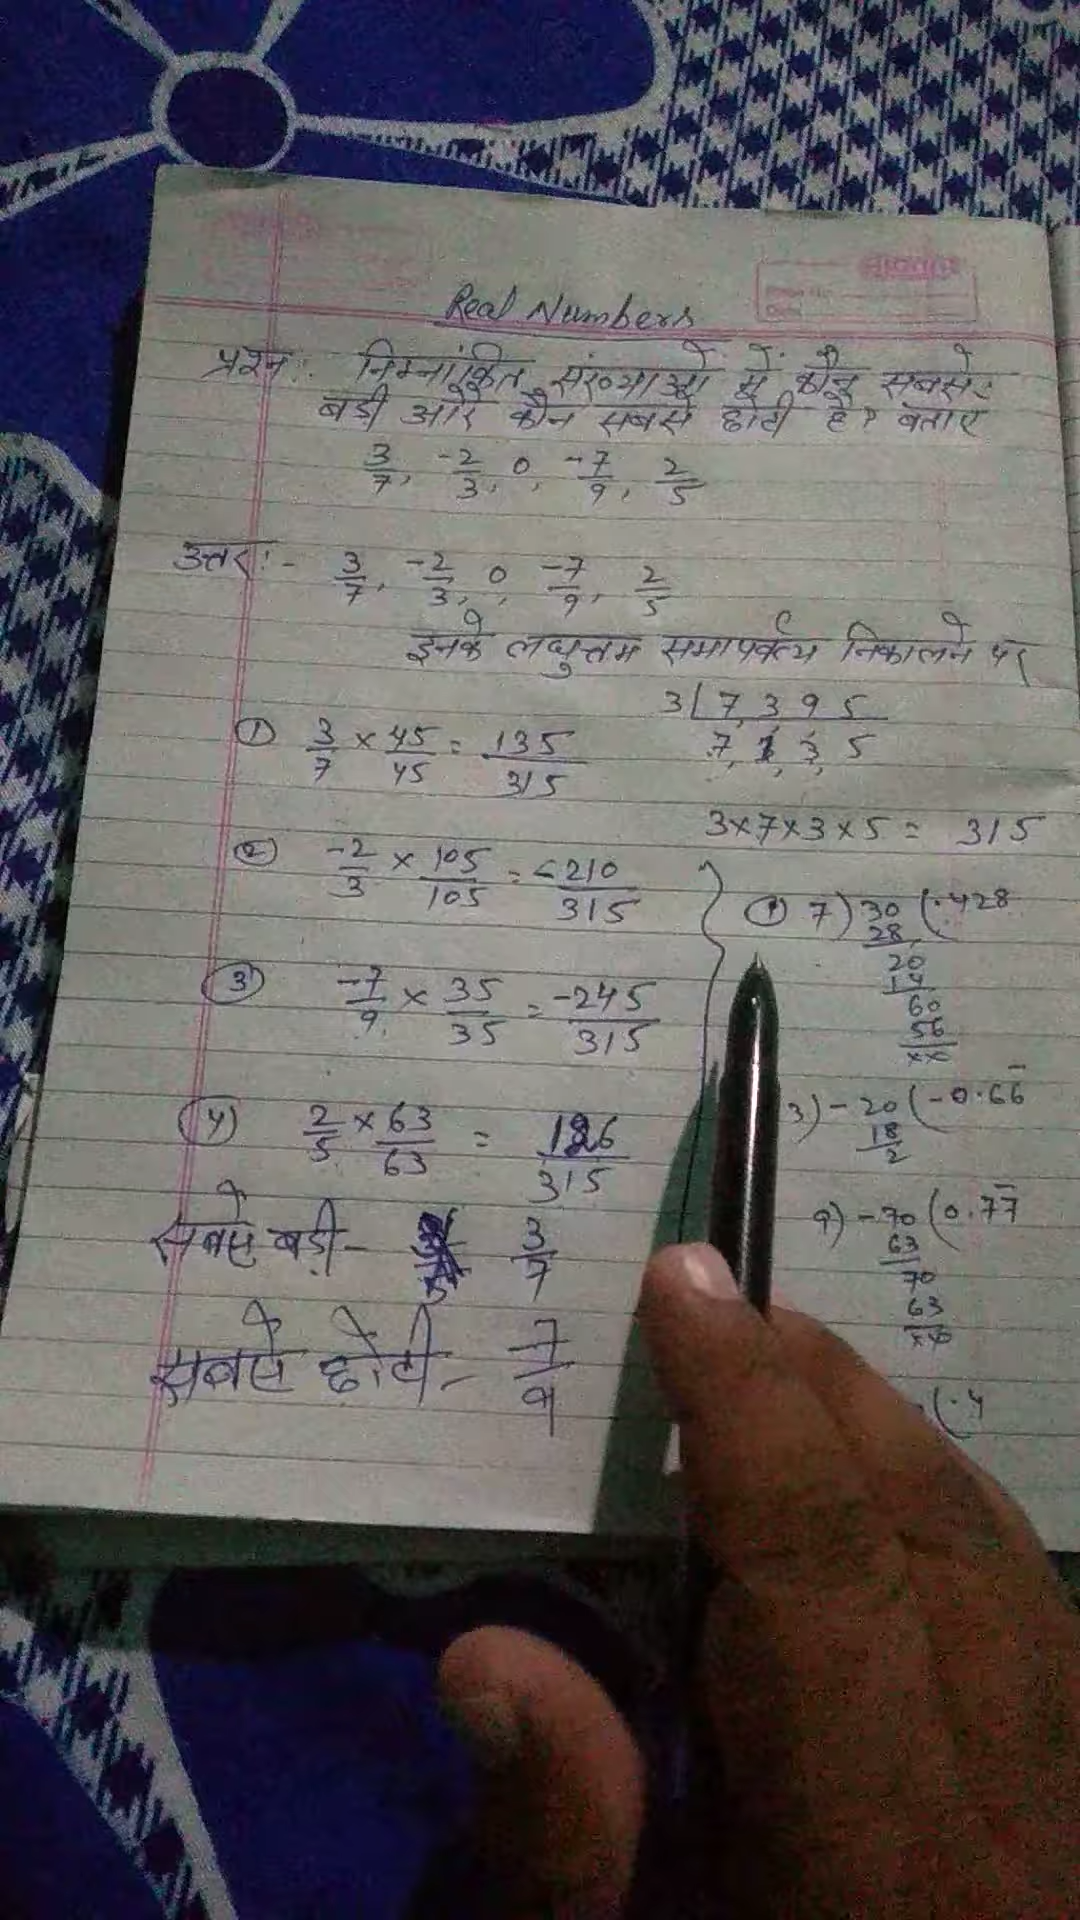 Real Numbers
प्रश्न:- निम्नांकित संख्याओं में कौन सबसे
बड़ी और कौन सबसे छोटी है? बताए
3/7, -2/3, 0, -7/9, 2/5
उत्तर:- 3/7, -2/3, 0, -7/9, 2/5
इनके लघुत्तम समापर्वत्य निकालने पर
3 | 7, 3 9 5
7, 1, 3, 5
3×7×3×5 = 315
① 3/7 × 45/45 = 135/315
② -2/3 × 105/105 = -210/315
③ -7/9 × 35/35 = -245/315
④ 2/5 × 63/63 = 126/315
सबसे बड़ी- 3/7
सबसे छोटी- 7/9
① 7) 30 (.428
28
20
14
60
56
××
3) -20 (-0.66̄
18
2
9) -70 (0.77̄
63
70
63
××
(.4